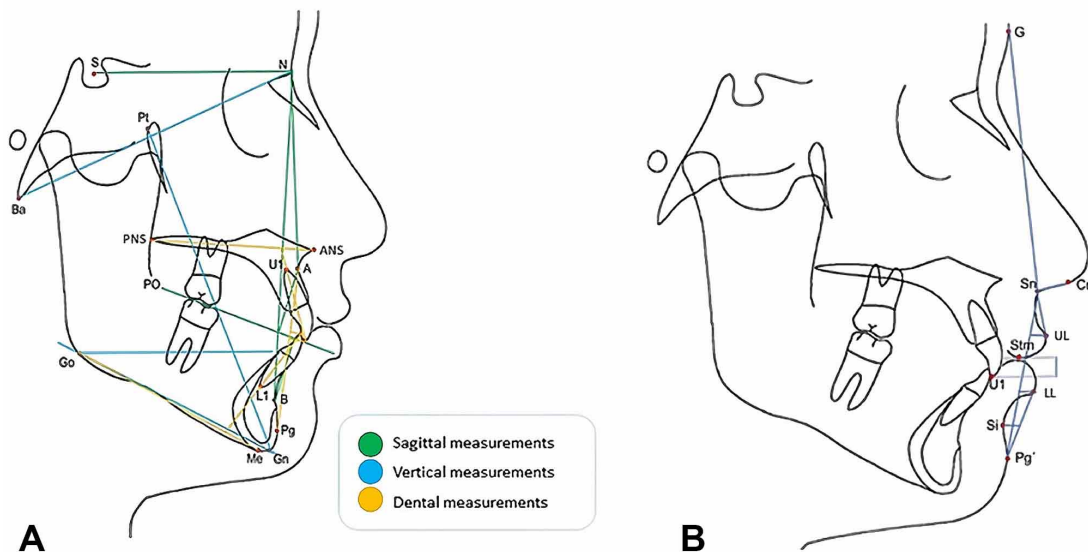 S
N
Pt
Ba
PNS
ANS
U1
A
PO
Go
L1
B
Pg
Me
Gn
Sagittal measurements
Vertical measurements
Dental measurements
A
G
Sn
UL
Stm
U1
LL
Si
Pg'
B